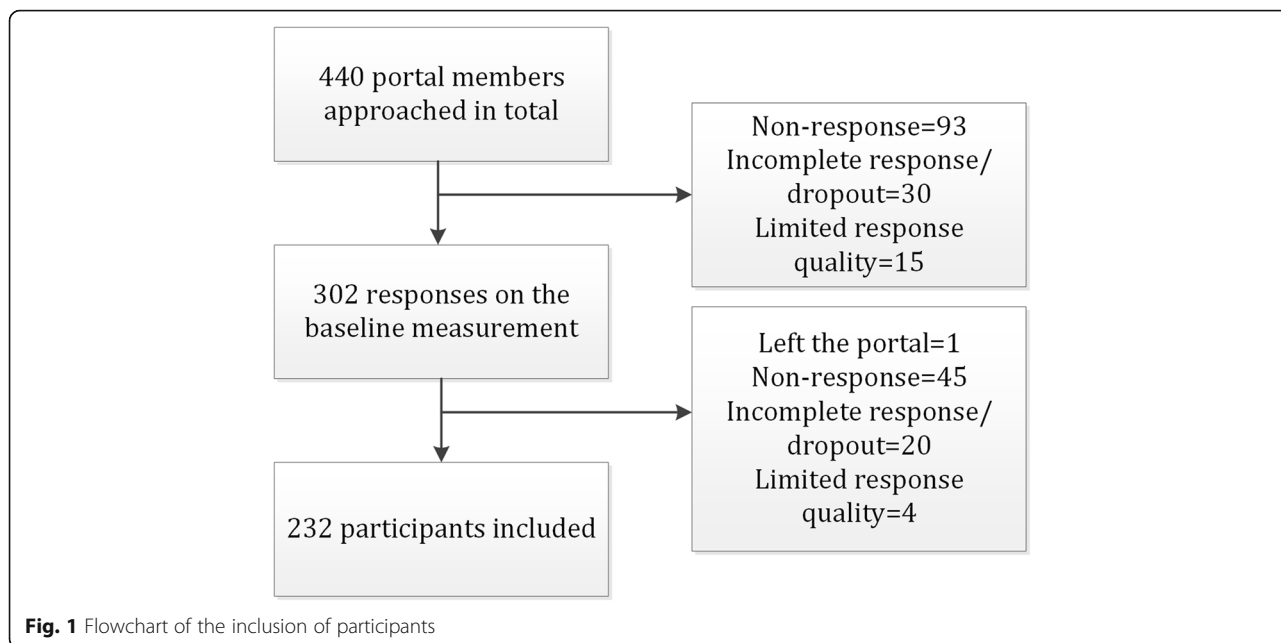 440 portal members
approached in total
Non-response=93
Incomplete response/
dropout=30
Limited response
quality=15
302 responses on the
baseline measurement
Left the portal=1
Non-response=45
Incomplete response/
dropout=20
Limited response
quality=4
232 participants included
Fig. 1 Flowchart of the inclusion of participants